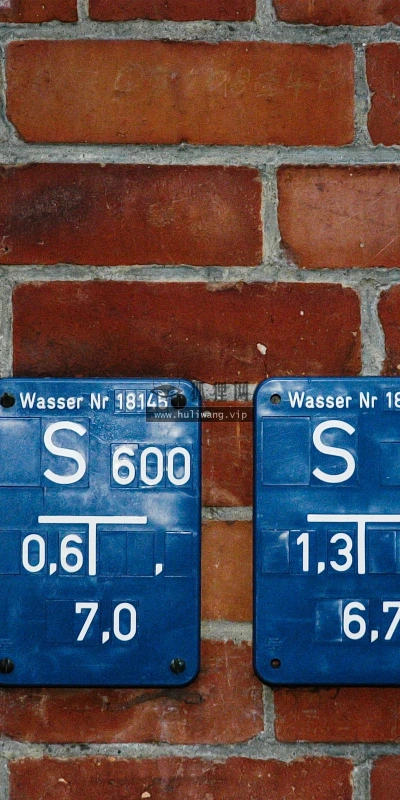 Wasser Nr 18145
S 600
0,6 ,
7,0
Wasser Nr 18
S
1,3
6,7
www.huliwang.vip